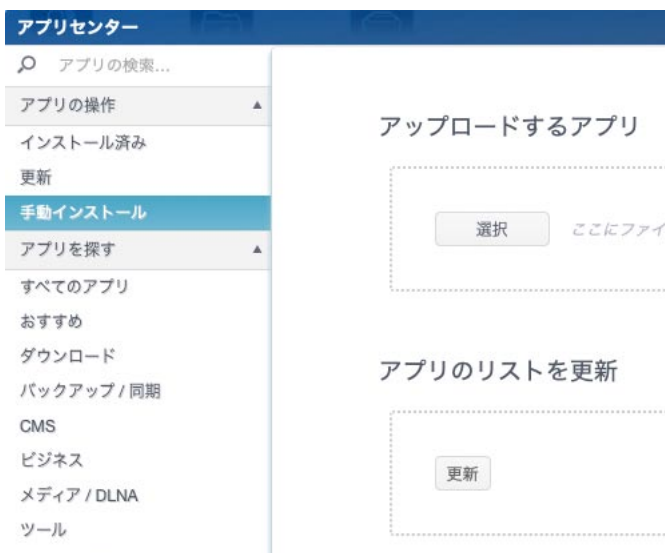 アプリセンター
アプリの検索...
アプリの操作
インストール済み
更新
手動インストール
アプリを探す
すべてのアプリ
おすすめ
ダウンロード
バックアップ / 同期
CMS
ビジネス
メディア / DLNA
ツール
アップロードするアプリ
選択 ここにファイ
アプリのリストを更新
更新